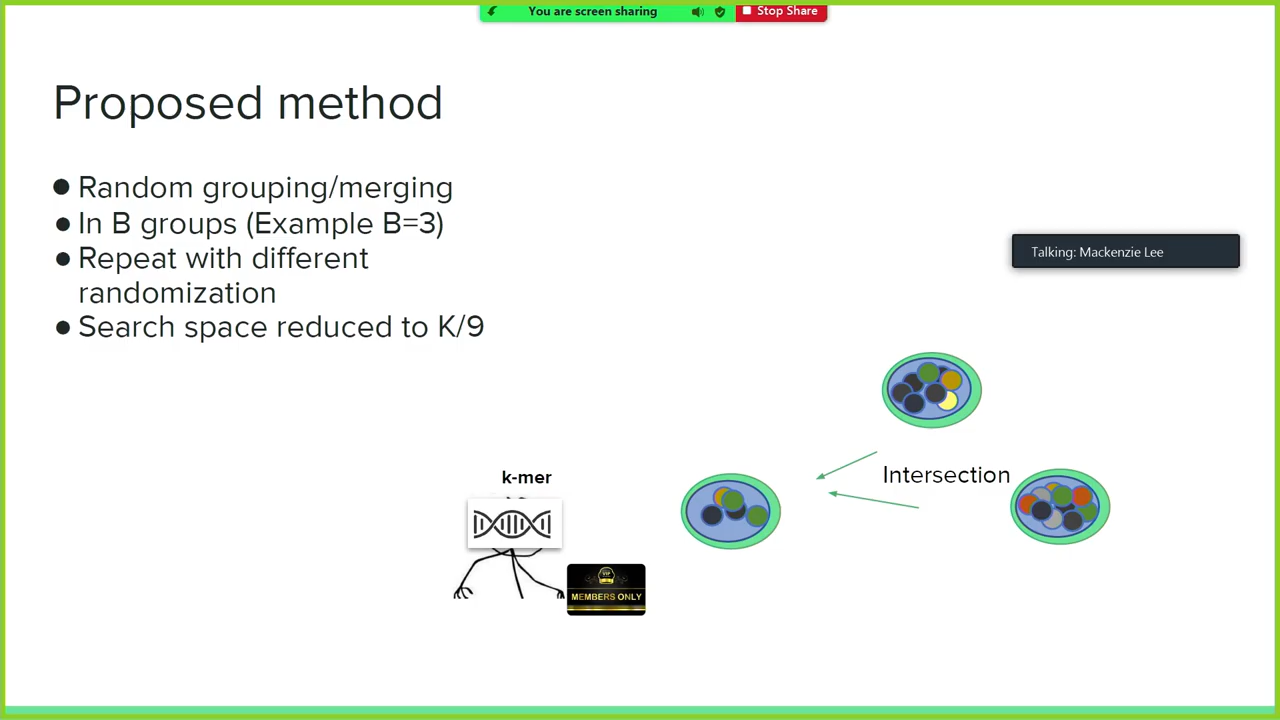 You are screen sharing
Stop Share
Proposed method
● Random grouping/merging
● In B groups (Example B=3)
● Repeat with different
randomization
● Search space reduced to K/9
Talking: Mackenzie Lee
Intersection
k-mer
VIP
MEMBERS ONLY